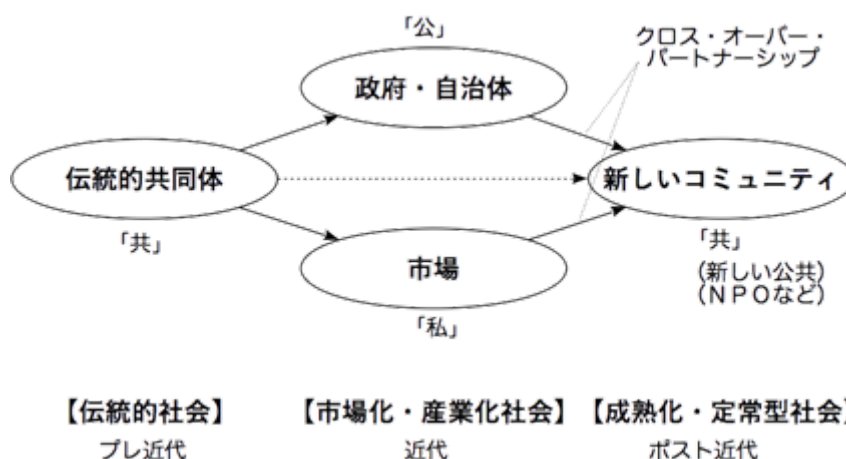 「公」
クロス・オーバー・
パートナーシップ
政府・自治体
伝統的共同体
新しいコミュニティ
「共」
市場
「共」
(新しい公共)
(ＮＰＯなど)
「私」
【伝統的社会】
【市場化・産業化社会】
【成熟化・定常型社会】
プレ近代
近代
ポスト近代